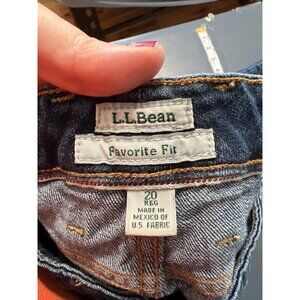 L.L.Bean
Favorite Fit
20
REG
MADE IN
MEXICO OF
U.S. FABRIC